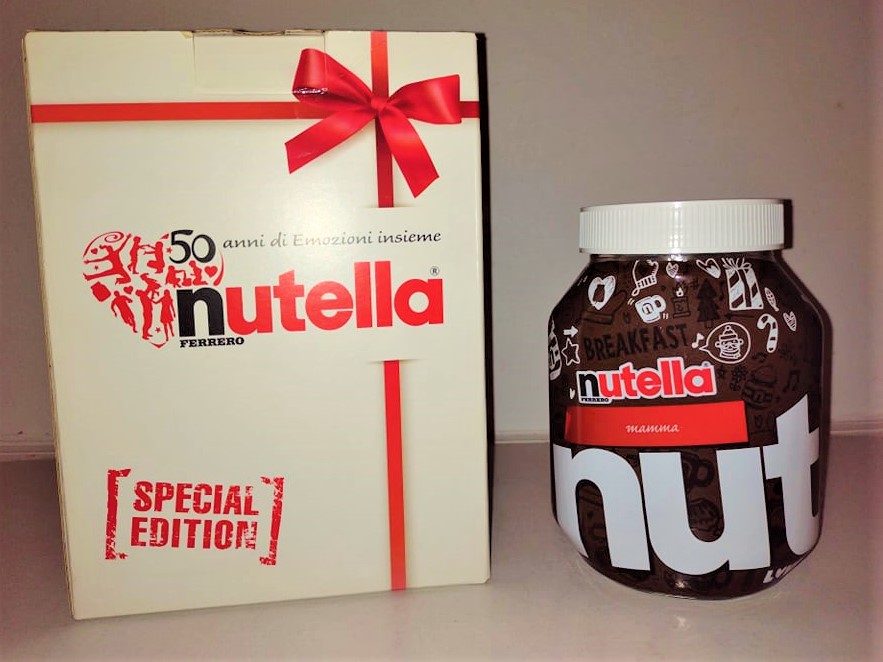 50 anni di Emozioni insieme
nutella®
FERRERO
SPECIAL
EDITION
BREAKFAST
nutella
FERRERO
mamma
nut